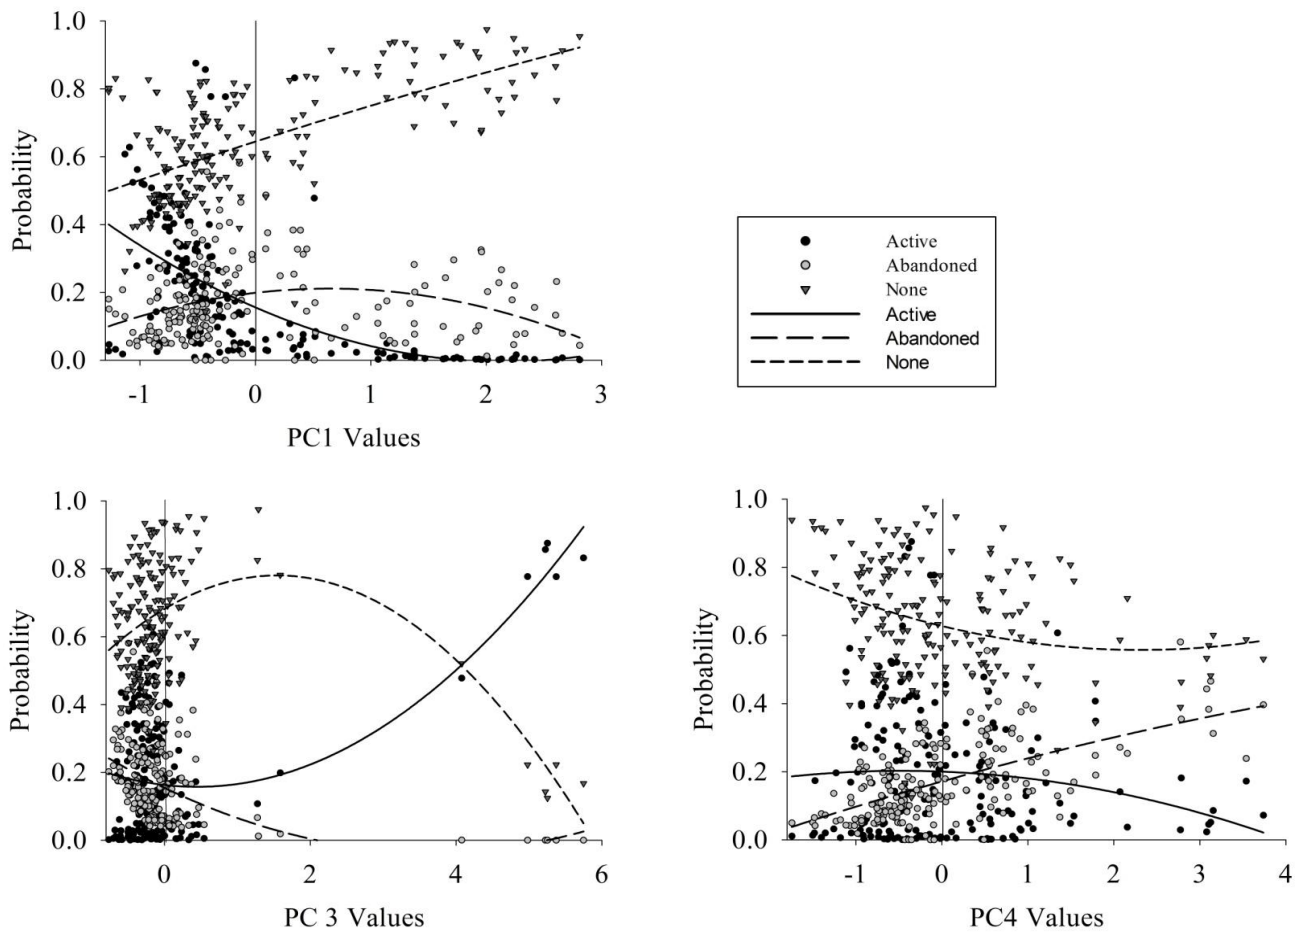 1.0
0.8
0.6
0.4
0.2
0.0
Probability
-1 0 1 2 3
PC1 Values
Active
Abandoned
None
Active
Abandoned
None
1.0
0.8
0.6
0.4
0.2
0.0
Probability
0 2 4 6
PC 3 Values
1.0
0.8
0.6
0.4
0.2
0.0
Probability
-1 0 1 2 3 4
PC4 Values